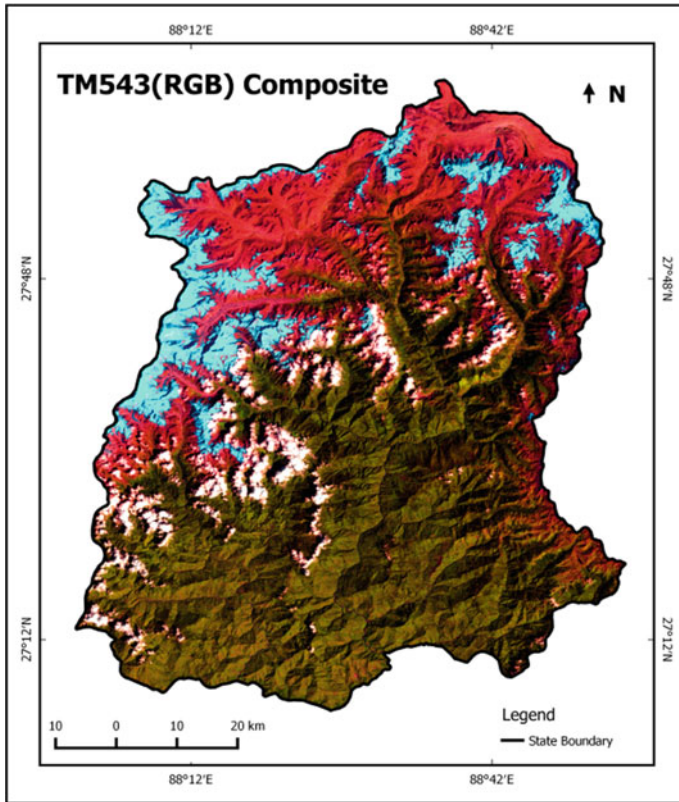 88°12'E 88°42'E
TM543(RGB) Composite
N
27°48'N 27°48'N
27°12'N 27°12'N
10 0 10 20 km
Legend
State Boundary
88°12'E 88°42'E